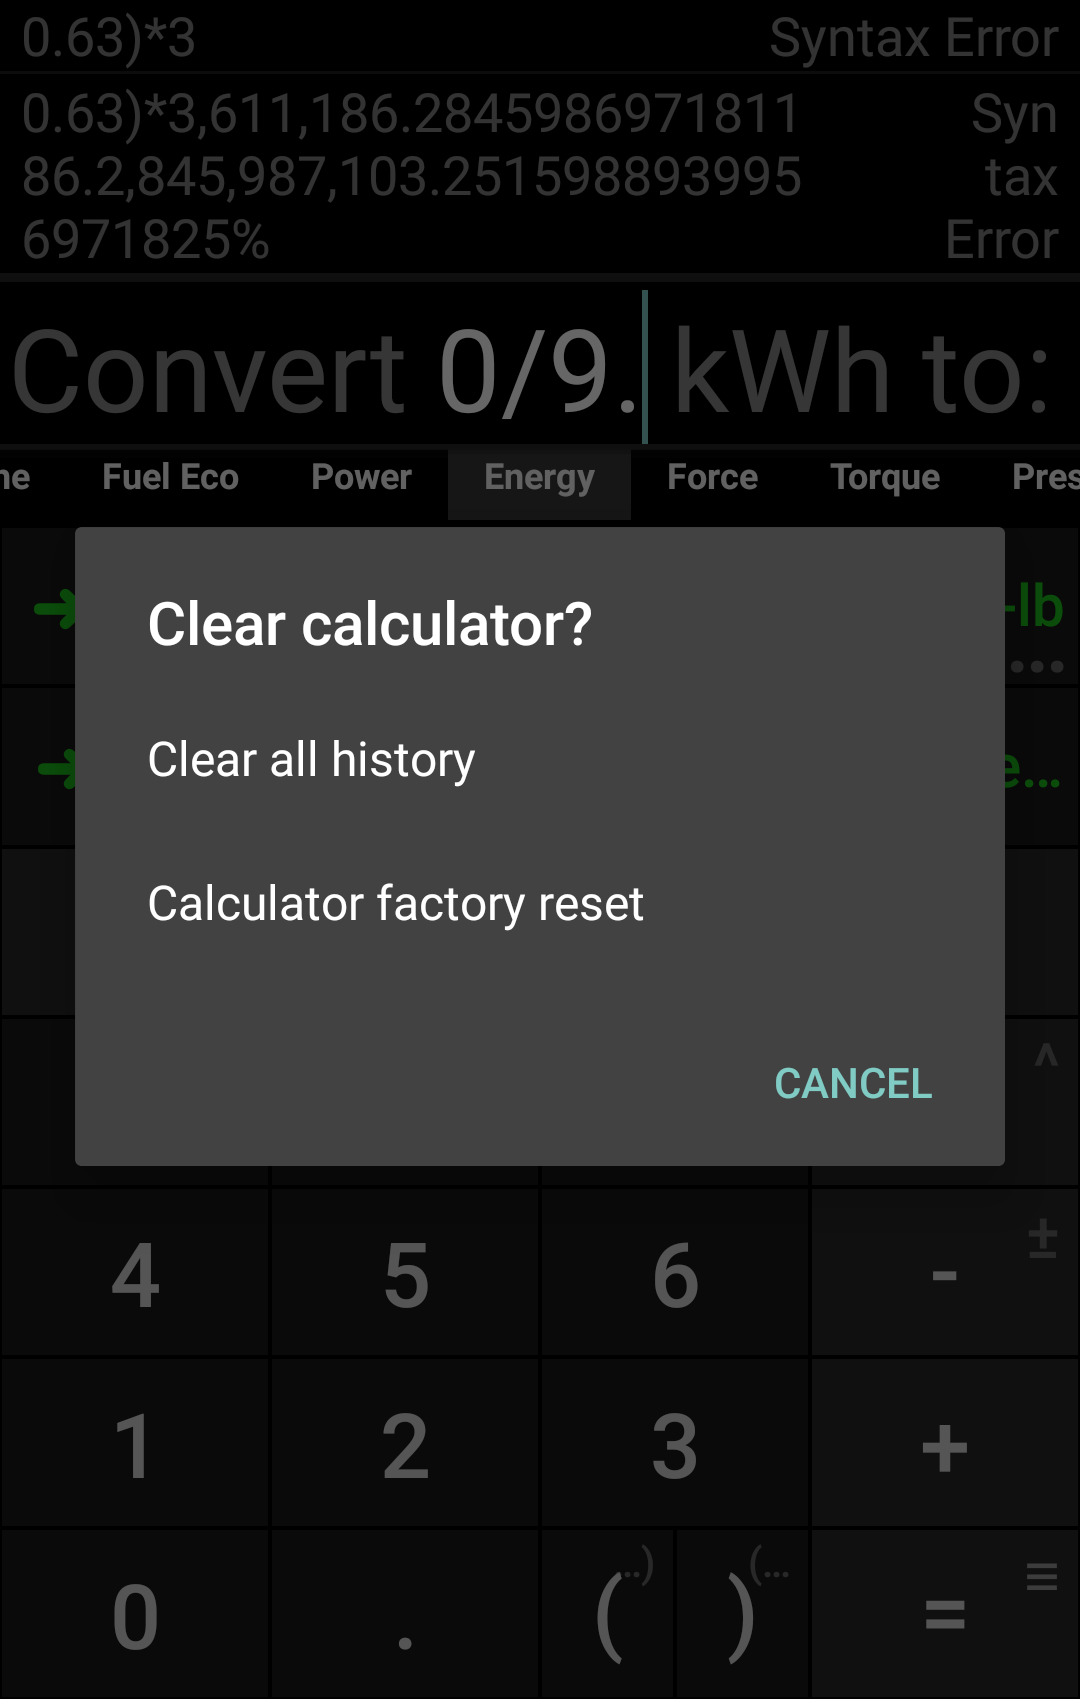 0.63)*3 Syntax Error
0.63)*3,611,186.2845986971811 Syn
86.2,845,987,103.251598893995 tax
6971825% Error
Convert 0/9. kWh to:
ne Fuel Eco Power Energy Force Torque Pres
➔ -lb
...
➔ e...
Clear calculator?
Clear all history
Calculator factory reset
^
CANCEL
±
4 5 6 -
1 2 3 +
..) (... ≡
0 . ( ) =